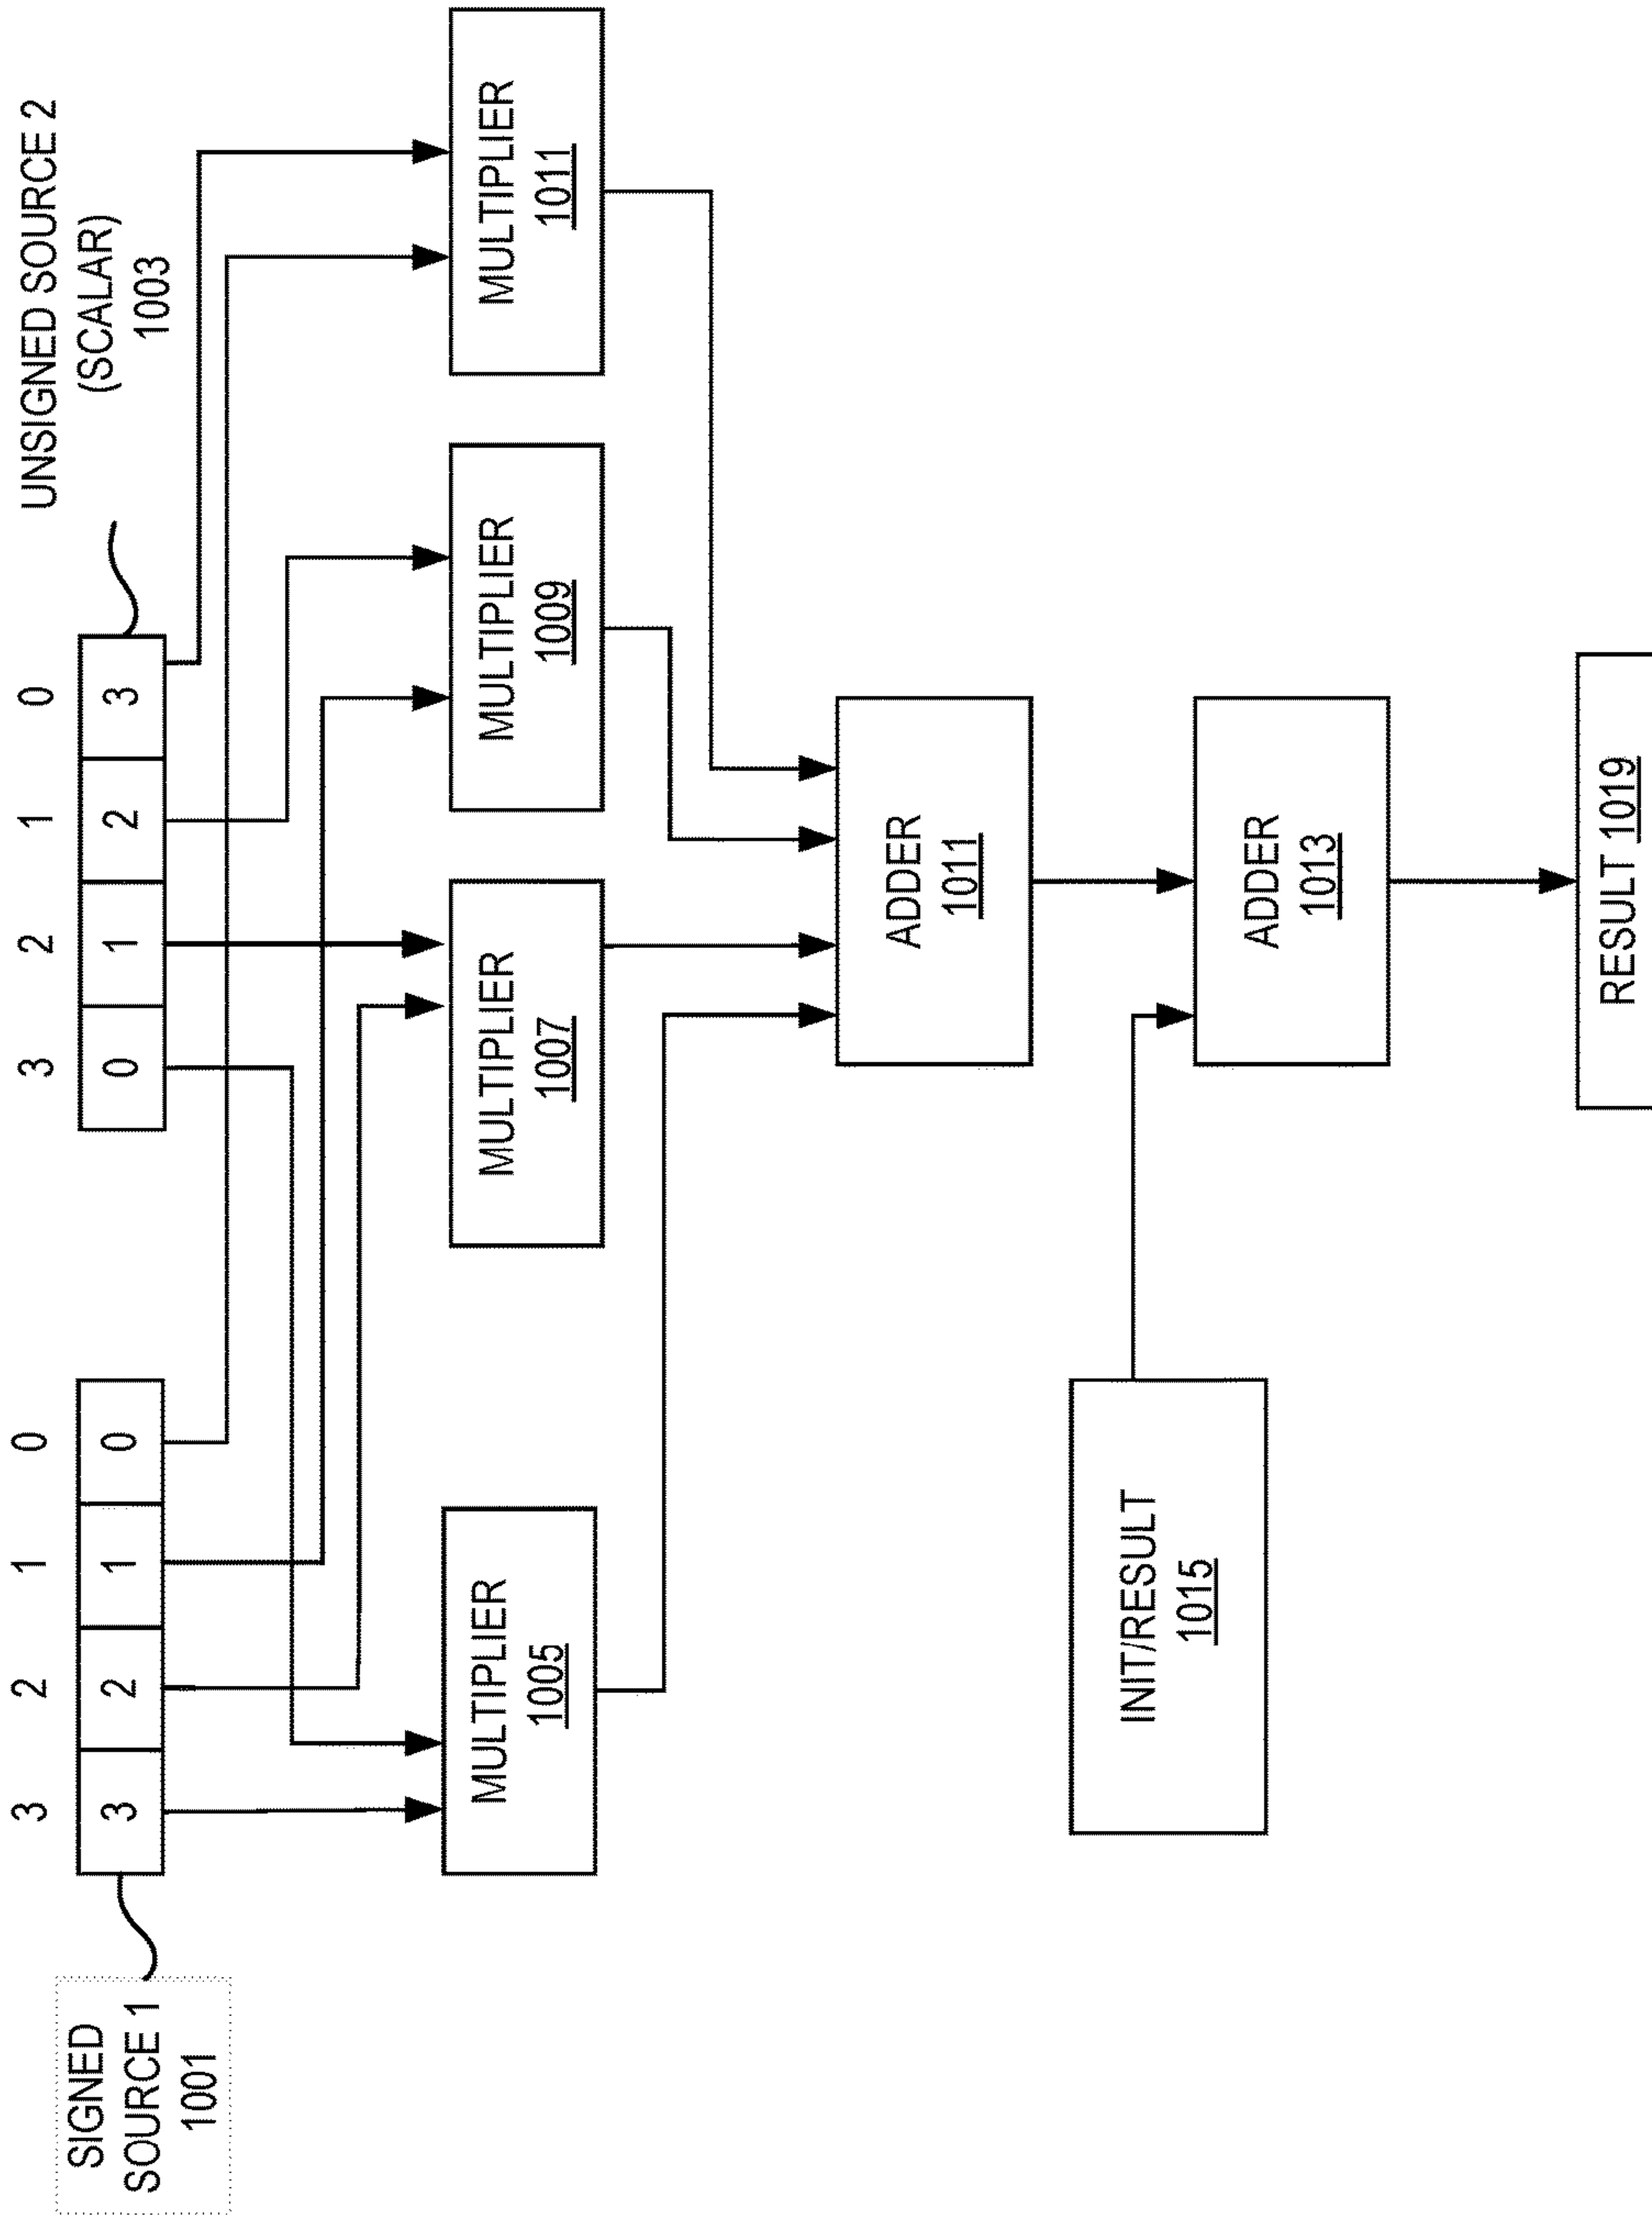 3 2 1 0
3 2 1 0
UNSIGNED SOURCE 2
(SCALAR)
1003
SIGNED
SOURCE 1
1001
3 2 1 0
0 1 2 3
MULTIPLIER
1005
MULTIPLIER
1007
MULTIPLIER
1009
MULTIPLIER
1011
ADDER
1011
INIT/RESULT
1015
ADDER
1013
RESULT 1019